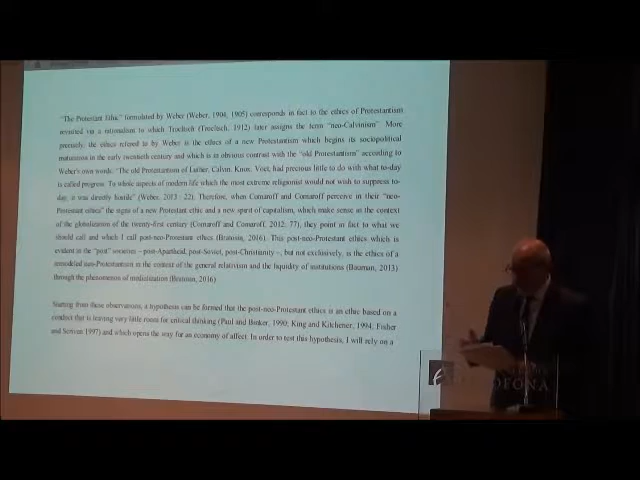 "The Protestant Ethic" formulated by Weber (Weber, 1904, 1905) corresponds in fact to the ethics of Protestantism
revisited via a rationalism to which Troeltsch (Troeltsch, 1912) later assigns the term "neo-Calvinism". More
precisely, the ethics refered to by Weber is the ethics of a new Protestantism which begins its sociopolitical
maturation in the early twentieth century and which is in obvious contrast with the "old Protestantism" according to
Weber's own words: "The old Protestantism of Luther, Calvin, Knox, Voet, had precious little to do with what to-day
is called progress. To whole aspects of modern life which the most extreme religionist would not wish to suppress to-
day, it was directly hostile" (Weber, 2013 : 22). Therefore, when Comaroff and Comaroff perceive in their "neo-
Protestant ethics" the signs of a new Protestant ethic and a new spirit of capitalism, which make sense in the context
of the globalization of the twenty-first century (Comaroff and Comaroff, 2012, 77), they point in fact to what we
should call and which I call post-neo-Protestant ethics (Bratosin, 2016). This post-neo-Protestant ethics which is
evident in the "post" societies –post-Apartheid, post-Soviet, post-Christianity–, but not exclusively, is the ethics of a
remodeled neo-Protestantism in the context of the general relativism and the liquidity of institutions (Bauman, 2013)
through the phenomenon of mediatization (Bratosin, 2016)
Starting from these observations, a hypothesis can be formed that the post-neo-Protestant ethics is an ethic based on a
conduct that is leaving very little room for critical thinking (Paul and Binker, 1990; King and Kitchener, 1994; Fisher
and Scriven 1997) and which opens the way for an economy of affect. In order to test this hypothesis, I will rely on a
OFONA